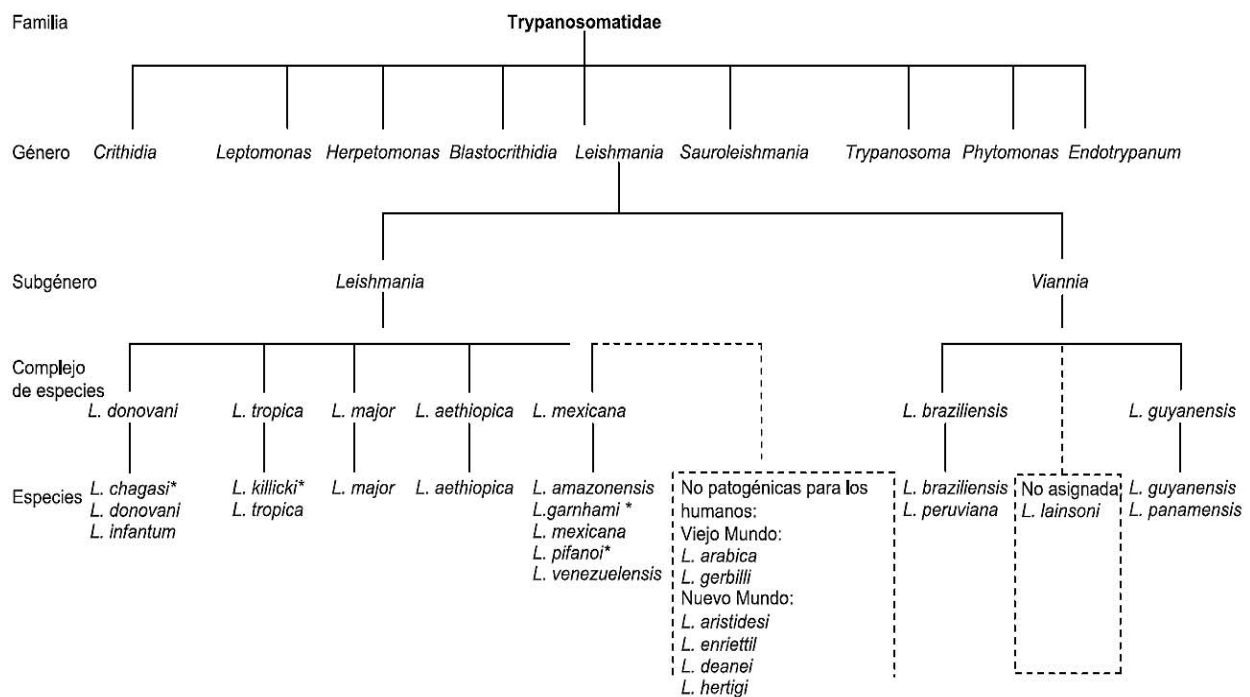 Familia
Trypanosomatidae
Género
Crithidia
Leptomonas
Herpetomonas
Blastocrithidia
Leishmania
Sauroleishmania
Trypanosoma
Phytomonas
Endotrypanum
Subgénero
Leishmania
Viannia
Complejo
de especies
L. donovani
L. tropica
L. major
L. aethiopica
L. mexicana
L. braziliensis
L. guyanensis
Especies
L. chagasi*
L. donovani
L. infantum
L. killicki*
L. tropica
L. major
L. aethiopica
L. amazonensis
L.garnhami *
L. mexicana
L. pifanoi*
L. venezuelensis
No patogénicas para los
humanos:
Viejo Mundo:
L. arabica
L. gerbilli
Nuevo Mundo:
L. aristidesi
L. enriettil
L. deanei
L. hertigi
L. braziliensis
L. peruviana
No asignada
L. lainsoni
L. guyanensis
L. panamensis